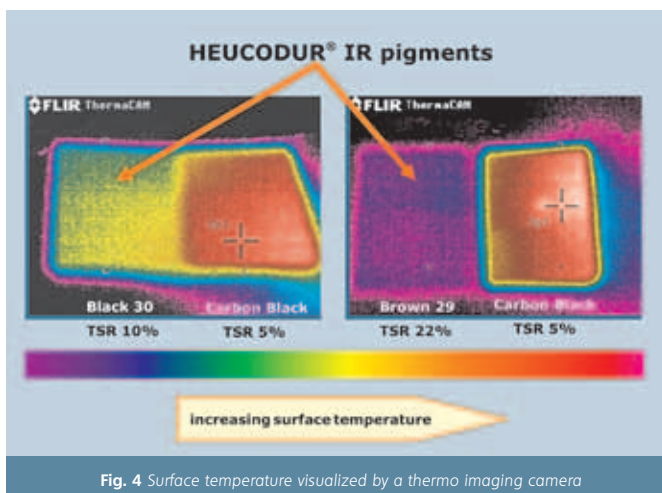 HEUCODUR® IR pigments
FLIR ThermaCAM
FLIR ThermaCAM
Black 30 Carbon Black
Brown 29 Carbon Black
TSR 10% TSR 5%
TSR 22% TSR 5%
increasing surface temperature
Fig. 4 Surface temperature visualized by a thermo imaging camera